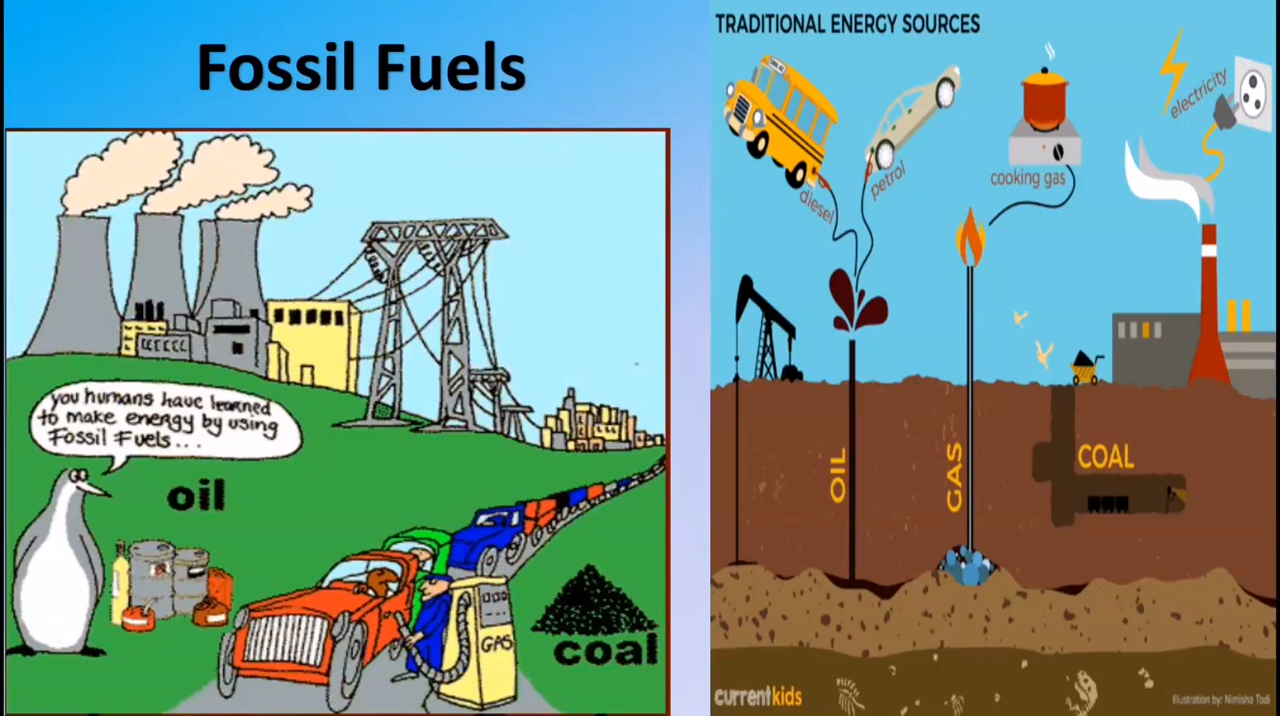 Fossil Fuels
you humans have learned
to make energy by using
Fossil Fuels...
oil
GAS
coal
TRADITIONAL ENERGY SOURCES
diesel
petrol
cooking gas
electricity
OIL
GAS
COAL
currentkids
Illustration by: Nimisha Todi